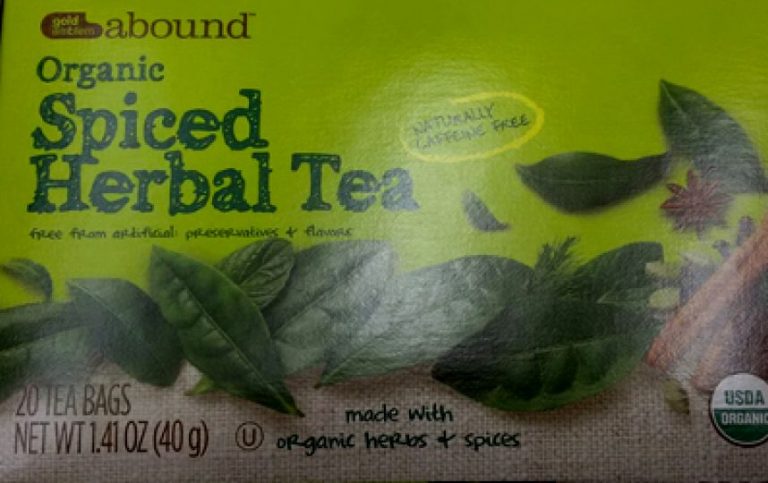 gold emblem abound™
Organic
Spiced
Herbal Tea
NATURALLY
CAFFEINE FREE
free from artificial: preservatives + flavors
20 TEA BAGS
NET WT 1.41 OZ (40 g)
U
made with
organic herbs + spices
USDA
ORGANIC